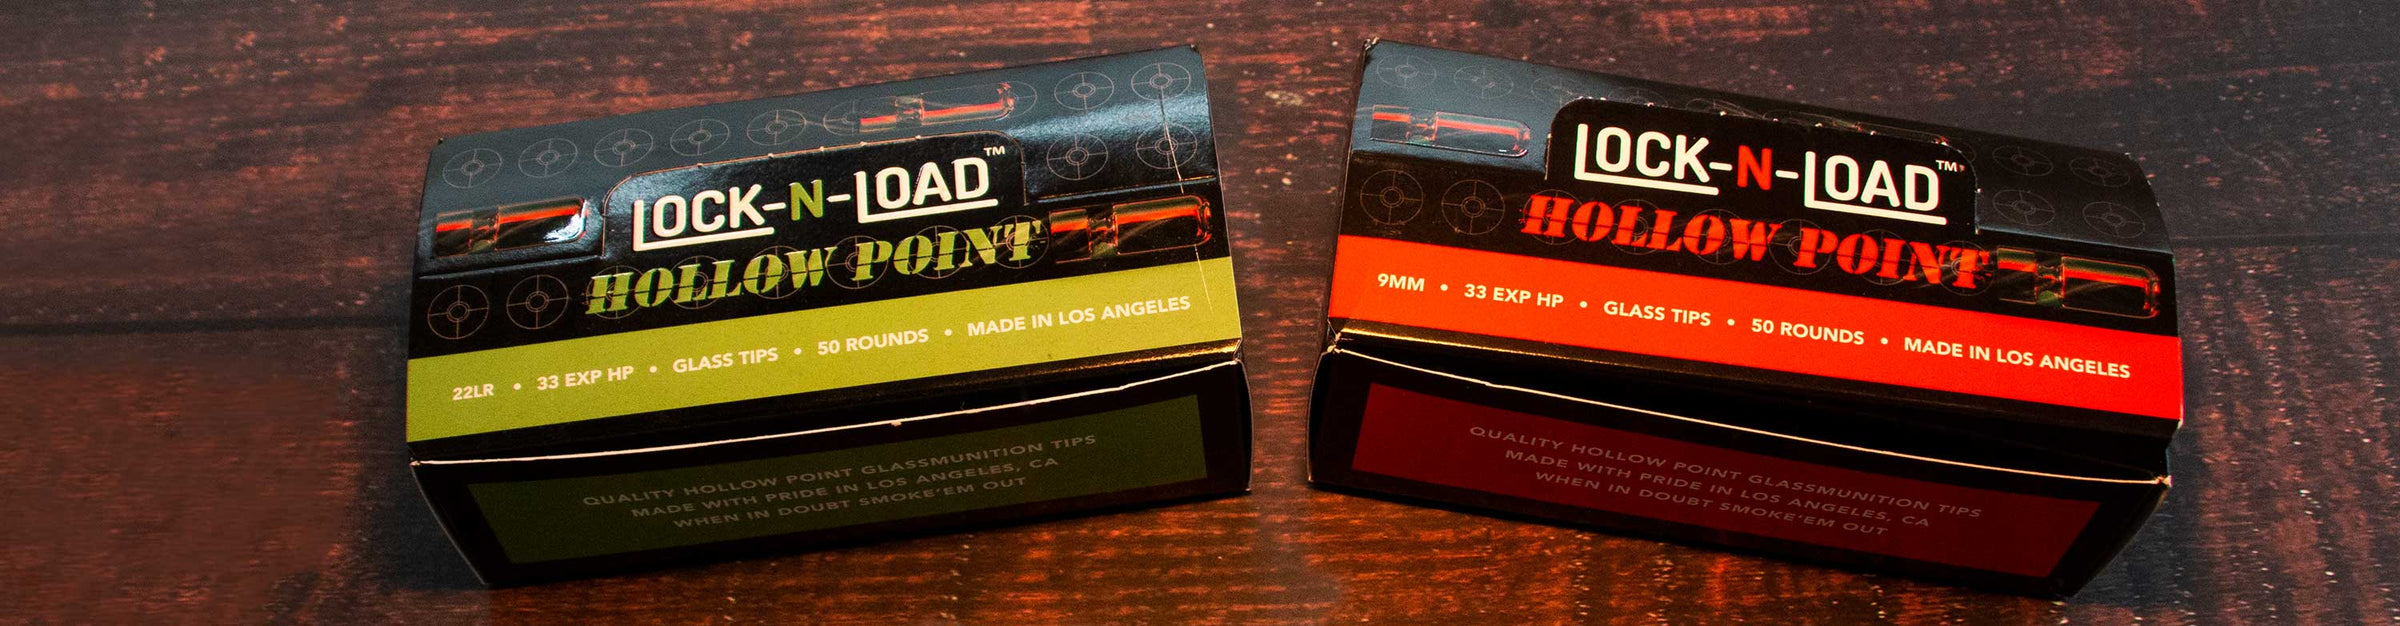 LOCK-N-LOAD™
HOLLOW POINT
22LR • 33 EXP HP • GLASS TIPS • 50 ROUNDS • MADE IN LOS ANGELES
QUALITY HOLLOW POINT GLASSMUNITION TIPS
MADE WITH PRIDE IN LOS ANGELES, CA
WHEN IN DOUBT SMOKE'EM OUT
LOCK-N-LOAD™
HOLLOW POINT
9MM • 33 EXP HP • GLASS TIPS • 50 ROUNDS • MADE IN LOS ANGELES
QUALITY HOLLOW POINT GLASSMUNITION TIPS
MADE WITH PRIDE IN LOS ANGELES, CA
WHEN IN DOUBT SMOKE'EM OUT